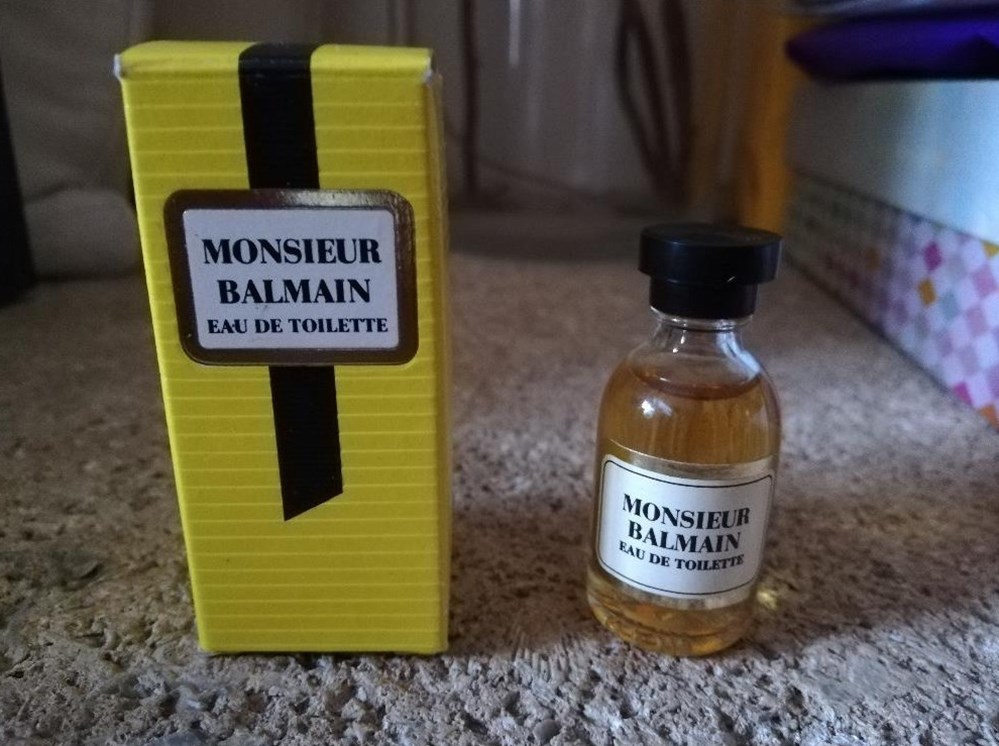 MONSIEUR
BALMAIN
EAU DE TOILETTE
MONSIEUR
BALMAIN
EAU DE TOILETTE